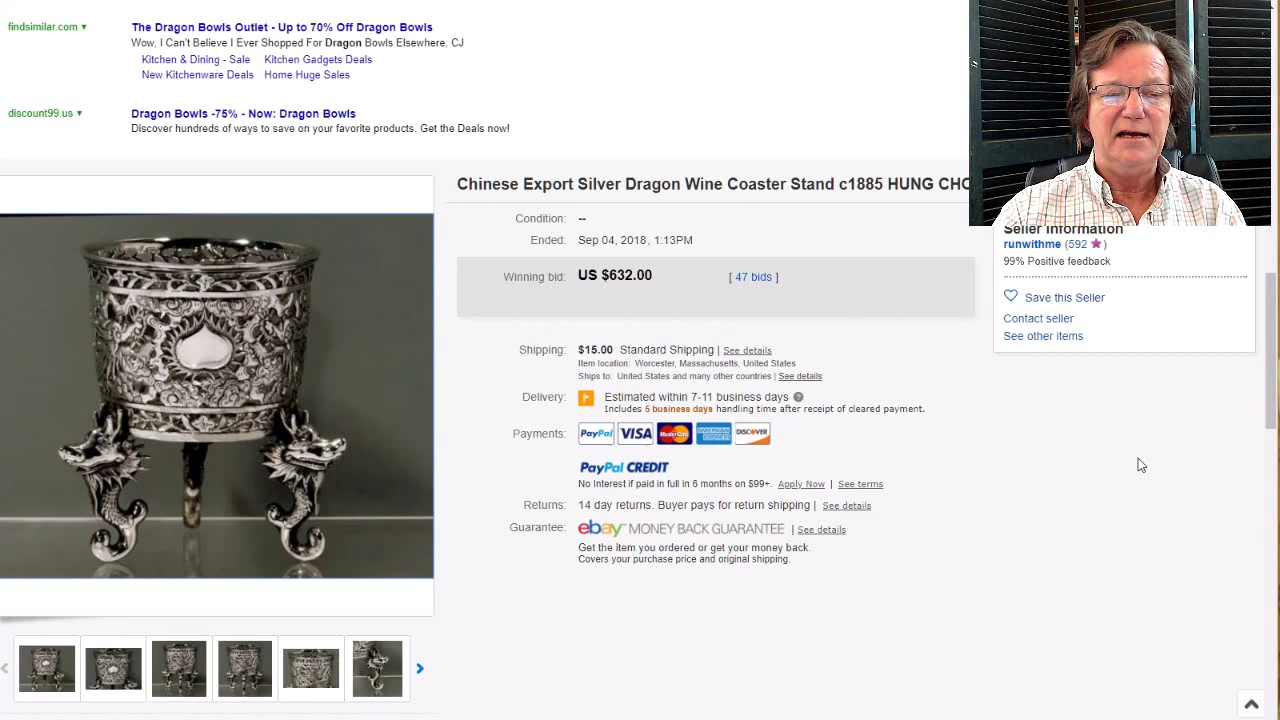 findsimilar.com ▾
The Dragon Bowls Outlet - Up to 70% Off Dragon Bowls
Wow, I Can't Believe I Ever Shopped For Dragon Bowls Elsewhere, CJ
Kitchen & Dining - Sale Kitchen Gadgets Deals
New Kitchenware Deals Home Huge Sales
discount99.us ▾
Dragon Bowls -75% - Now: Dragon Bowls
Discover hundreds of ways to save on your favorite products. Get the Deals now!
Chinese Export Silver Dragon Wine Coaster Stand c1885 HUNG CHO
Condition: --
Ended: Sep 04, 2018 , 1:13PM
Winning bid: US $632.00 [ 47 bids ]
Shipping: $15.00 Standard Shipping | See details
Item location: Worcester, Massachusetts, United States
Ships to: United States and many other countries | See details
Delivery: Estimated within 7-11 business days ?
Includes 5 business days handling time after receipt of cleared payment.
Payments: PayPal VISA MasterCard AMERICAN EXPRESS DISCOVER
PayPal CREDIT
No Interest if paid in full in 6 months on $99+. Apply Now | See terms
Returns: 14 day returns. Buyer pays for return shipping | See details
Guarantee: ebay MONEY BACK GUARANTEE | See details
Get the item you ordered or get your money back.
Covers your purchase price and original shipping.
Seller Information
runwithme (592 ★ )
99% Positive feedback
Save this Seller
Contact seller
See other items